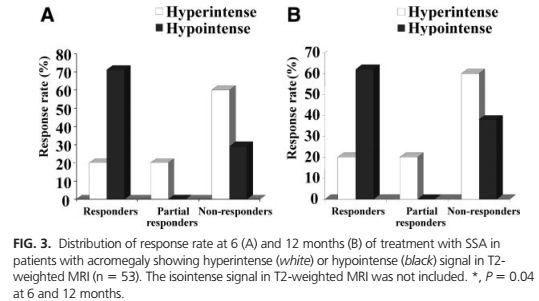 A
Hyperintense
Hypointense
Response rate (%)
80
70
60
50
40
30
20
10
0
Responders
Partial responders
Non-responders
B
Hyperintense
Hypointense
Response rate (%)
70
60
50
40
30
20
10
0
Responders
Partial responders
Non-responders
FIG. 3. Distribution of response rate at 6 (A) and 12 months (B) of treatment with SSA in
patients with acromegaly showing hyperintense (white) or hypointense (black) signal in T2-
weighted MRI (n = 53). The isointense signal in T2-weighted MRI was not included. *, P = 0.04
at 6 and 12 months.